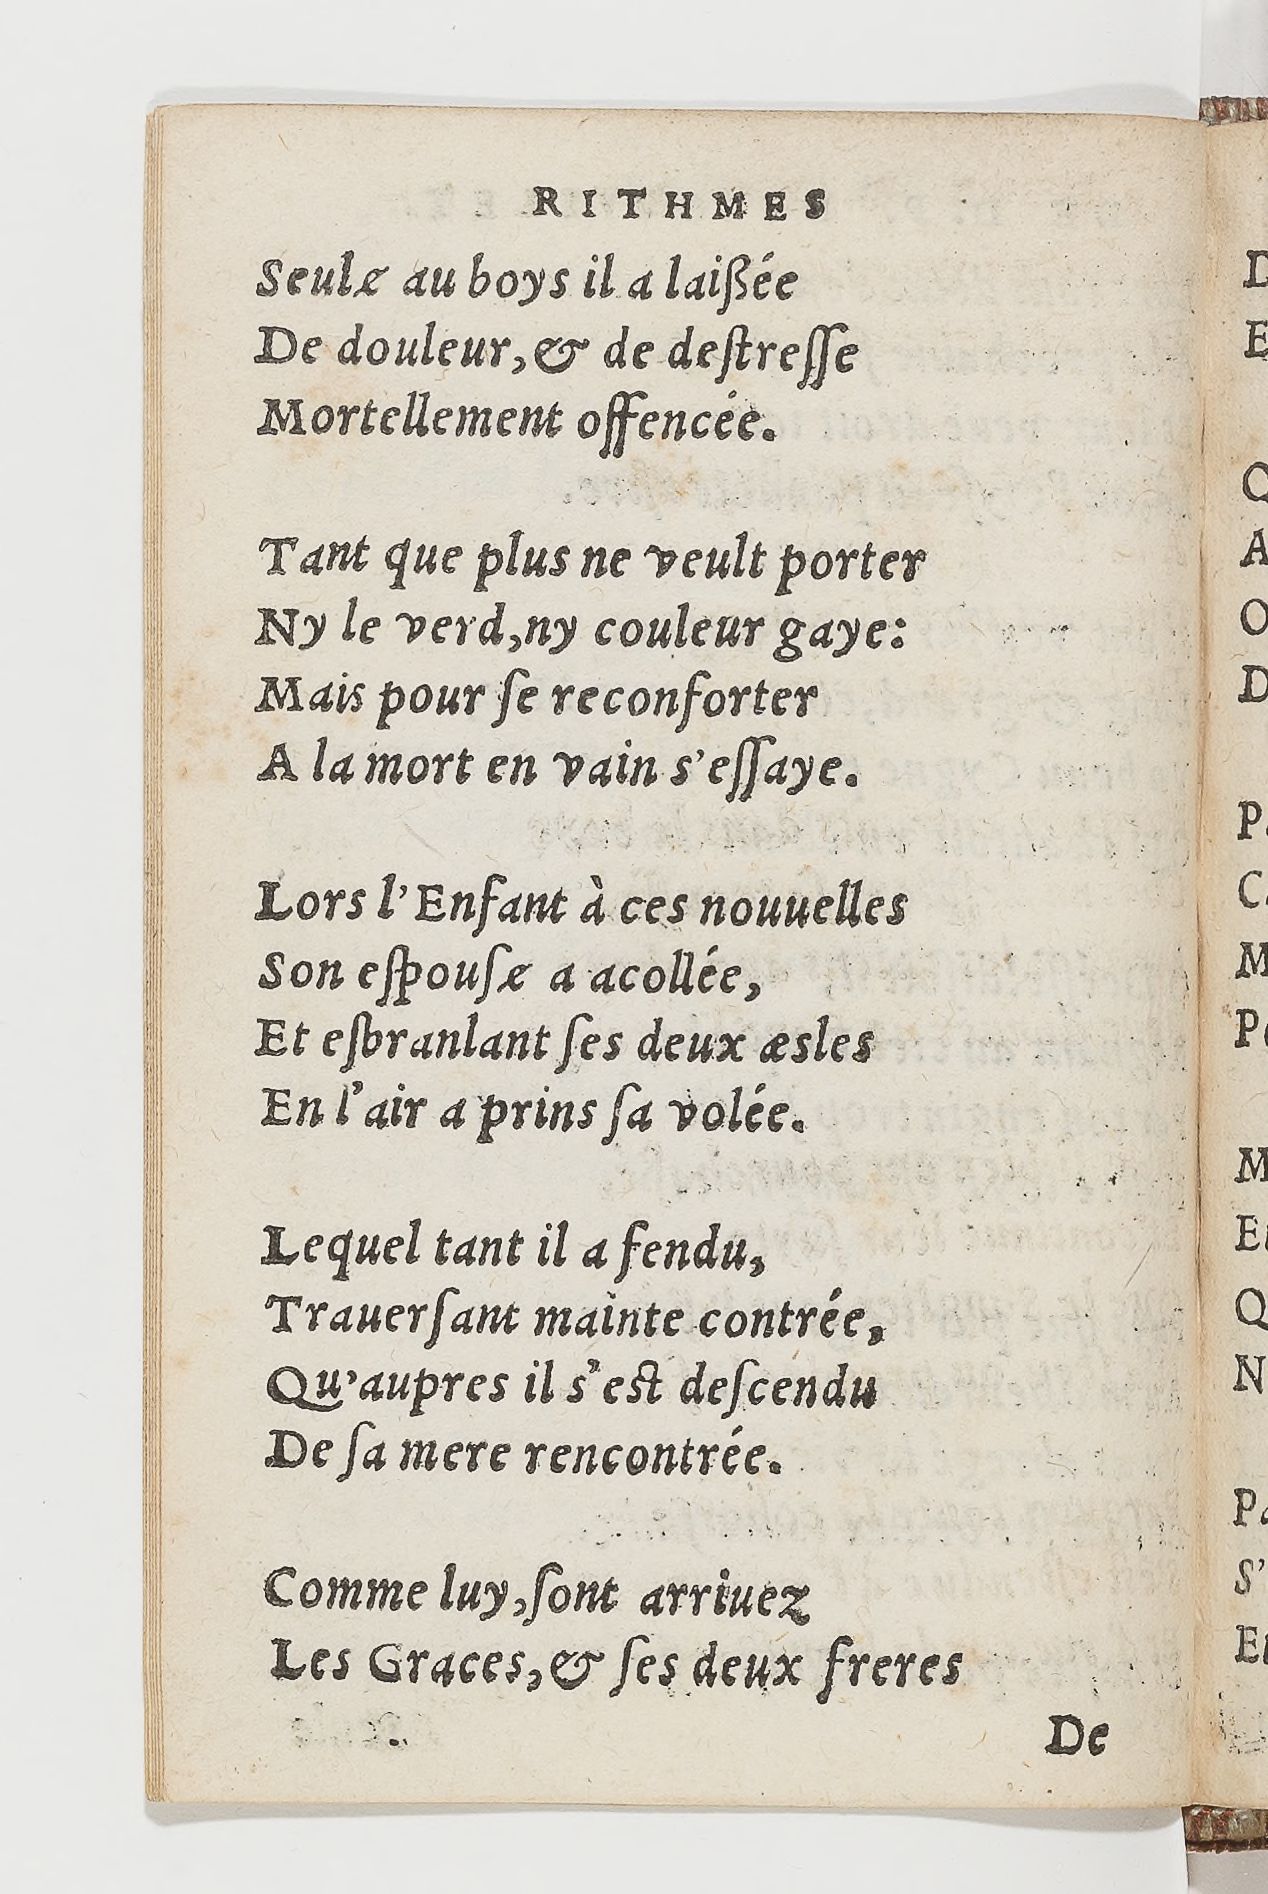 RITHMES
Seule au boys il a laißée
De douleur, & de deſtreſſe
Mortellement offencée.
Tant que plus ne veult porter
Ny le verd, ny couleur gaye:
Mais pour ſe reconforter
A la mort en vain s'eſſaye.
Lors l'Enfant à ces nouuelles
Son eſpouſe a acollée,
Et eſbranlant ſes deux æsles
En l'air a prins ſa volée.
Lequel tant il a fendu,
Trauerſant mainte contrée,
Qu'aupres il s'est deſcendu
De ſa mere rencontrée.
Comme luy, ſont arriuez
Les Graces, & ſes deux freres
De